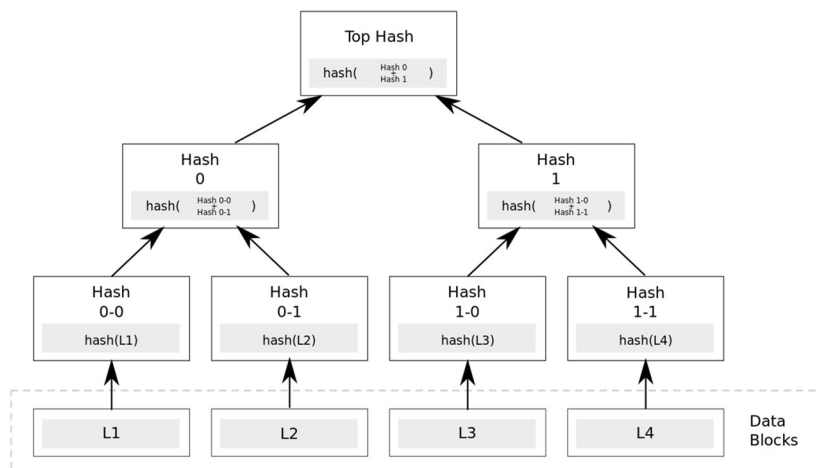 Top Hash
hash( Hash 0 + Hash 1 )
Hash
0
hash( Hash 0-0 + Hash 0-1 )
Hash
1
hash( Hash 1-0 + Hash 1-1 )
Hash
0-0
hash(L1)
Hash
0-1
hash(L2)
Hash
1-0
hash(L3)
Hash
1-1
hash(L4)
L1
L2
L3
L4
Data
Blocks